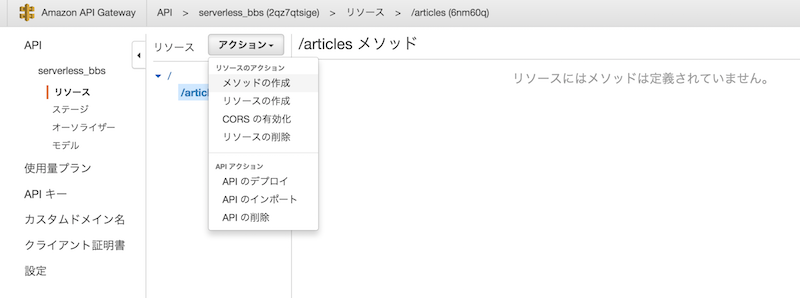 Amazon API Gateway
API > serverless_bbs (2qz7qtsige) > リソース > /articles (6nm60q)
API
serverless_bbs
リソース
ステージ
オーソライザー
モデル
使用量プラン
API キー
カスタムドメイン名
クライアント証明書
設定
リソース
アクション
/
/articl
リソースのアクション
メソッドの作成
リソースの作成
CORS の有効化
リソースの削除
API アクション
API のデプロイ
API のインポート
API の削除
/articles メソッド
リソースにはメソッドは定義されていません。